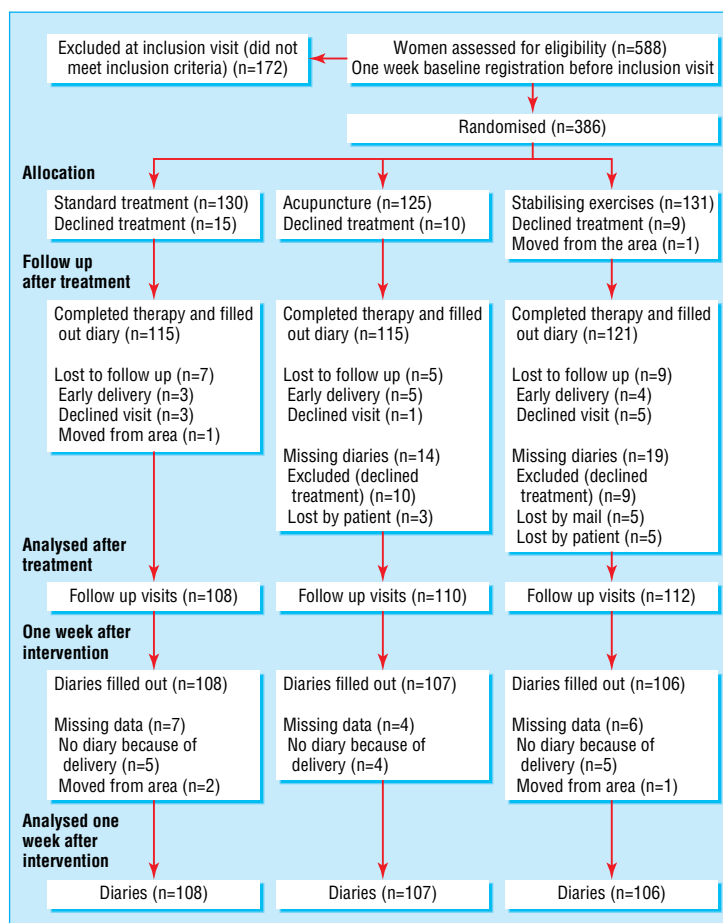 Excluded at inclusion visit (did not
meet inclusion criteria) (n=172)
Women assessed for eligibility (n=588)
One week baseline registration before inclusion visit
Randomised (n=386)
Allocation
Standard treatment (n=130)
Declined treatment (n=15)
Acupuncture (n=125)
Declined treatment (n=10)
Stabilising exercises (n=131)
Declined treatment (n=9)
Moved from the area (n=1)
Follow up
after treatment
Completed therapy and filled
out diary (n=115)
Lost to follow up (n=7)
Early delivery (n=3)
Declined visit (n=3)
Moved from area (n=1)
Completed therapy and filled
out diary (n=115)
Lost to follow up (n=5)
Early delivery (n=5)
Declined visit (n=1)
Missing diaries (n=14)
Excluded (declined
treatment) (n=10)
Lost by patient (n=3)
Completed therapy and filled
out diary (n=121)
Lost to follow up (n=9)
Early delivery (n=4)
Declined visit (n=5)
Missing diaries (n=19)
Excluded (declined
treatment) (n=9)
Lost by mail (n=5)
Lost by patient (n=5)
Analysed after
treatment
Follow up visits (n=108)
Follow up visits (n=110)
Follow up visits (n=112)
One week after
intervention
Diaries filled out (n=108)
Missing data (n=7)
No diary because of
delivery (n=5)
Moved from area (n=2)
Diaries filled out (n=107)
Missing data (n=4)
No diary because of
delivery (n=4)
Diaries filled out (n=106)
Missing data (n=6)
No diary because of
delivery (n=5)
Moved from area (n=1)
Analysed one
week after
intervention
Diaries (n=108)
Diaries (n=107)
Diaries (n=106)